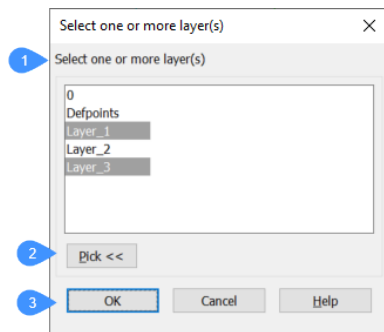 Select one or more layer(s)
1 Select one or more layer(s)
0
Defpoints
Layer_1
Layer_2
Layer_3
2 Pick <<
3 OK Cancel Help